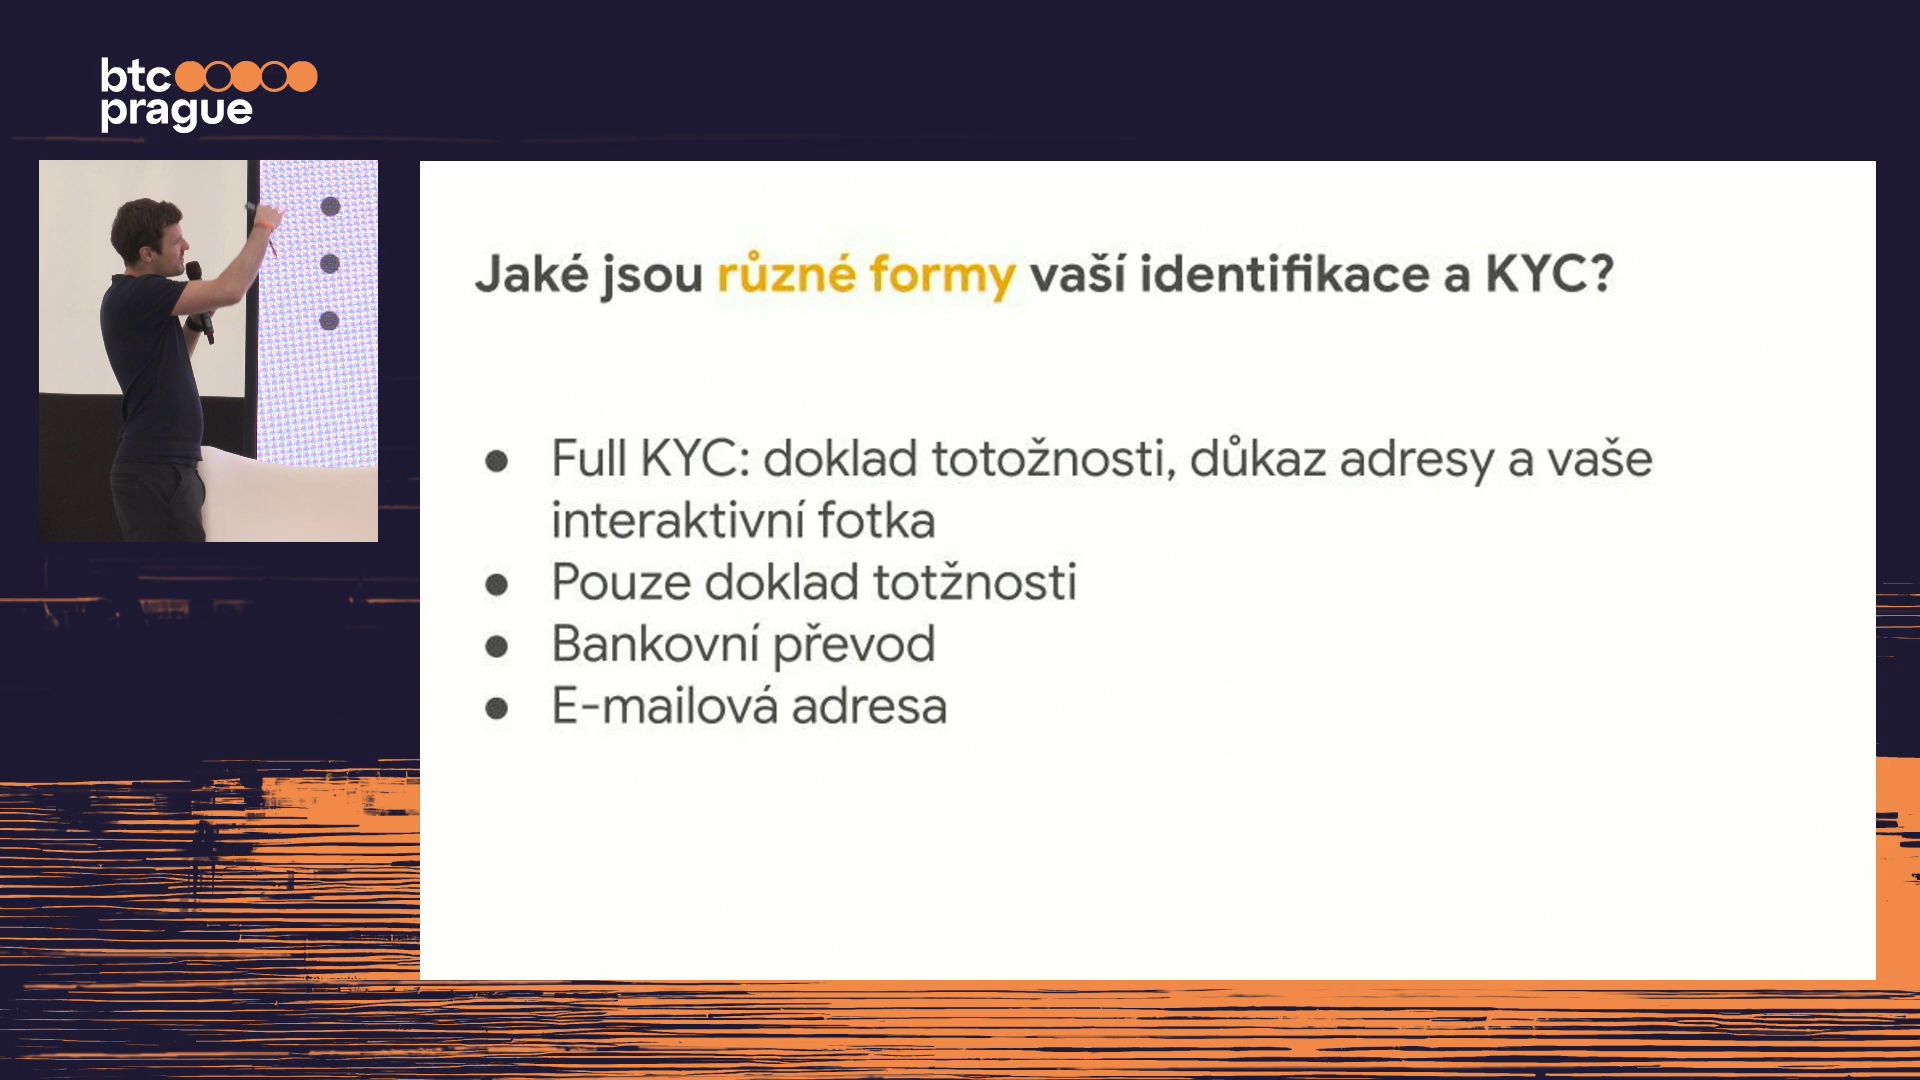 btc
prague
Jaké jsou různé formy vaší identifikace a KYC?
● Full KYC: doklad totožnosti, důkaz adresy a vaše
interaktivní fotka
● Pouze doklad totžnosti
● Bankovní převod
● E-mailová adresa